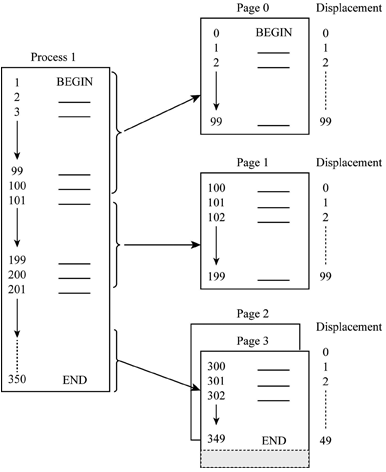 Process 1
1 BEGIN
2
3
99
100
101
199
200
201
350 END
Page 0 Displacement
0 BEGIN 0
1 1
2 2
99 99
Page 1 Displacement
100 0
101 1
102 2
199 99
Page 2 Displacement
Page 3 0
300 1
301 2
302
349 END 49